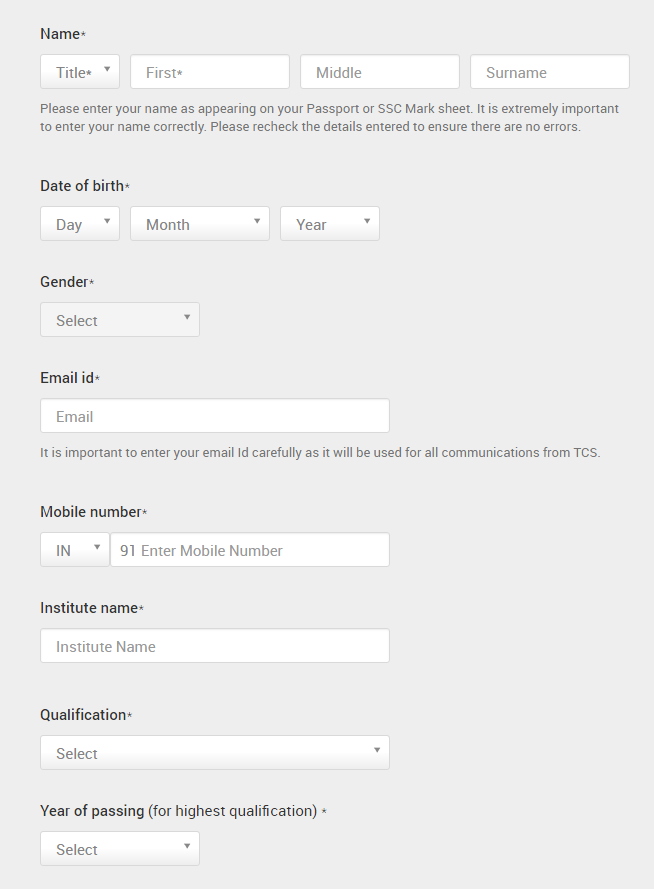 Name*
Title* First* Middle Surname
Please enter your name as appearing on your Passport or SSC Mark sheet. It is extremely important
to enter your name correctly. Please recheck the details entered to ensure there are no errors.
Date of birth*
Day Month Year
Gender*
Select
Email id*
Email
It is important to enter your email Id carefully as it will be used for all communications from TCS.
Mobile number*
IN 91 Enter Mobile Number
Institute name*
Institute Name
Qualification*
Select
Year of passing (for highest qualification) *
Select